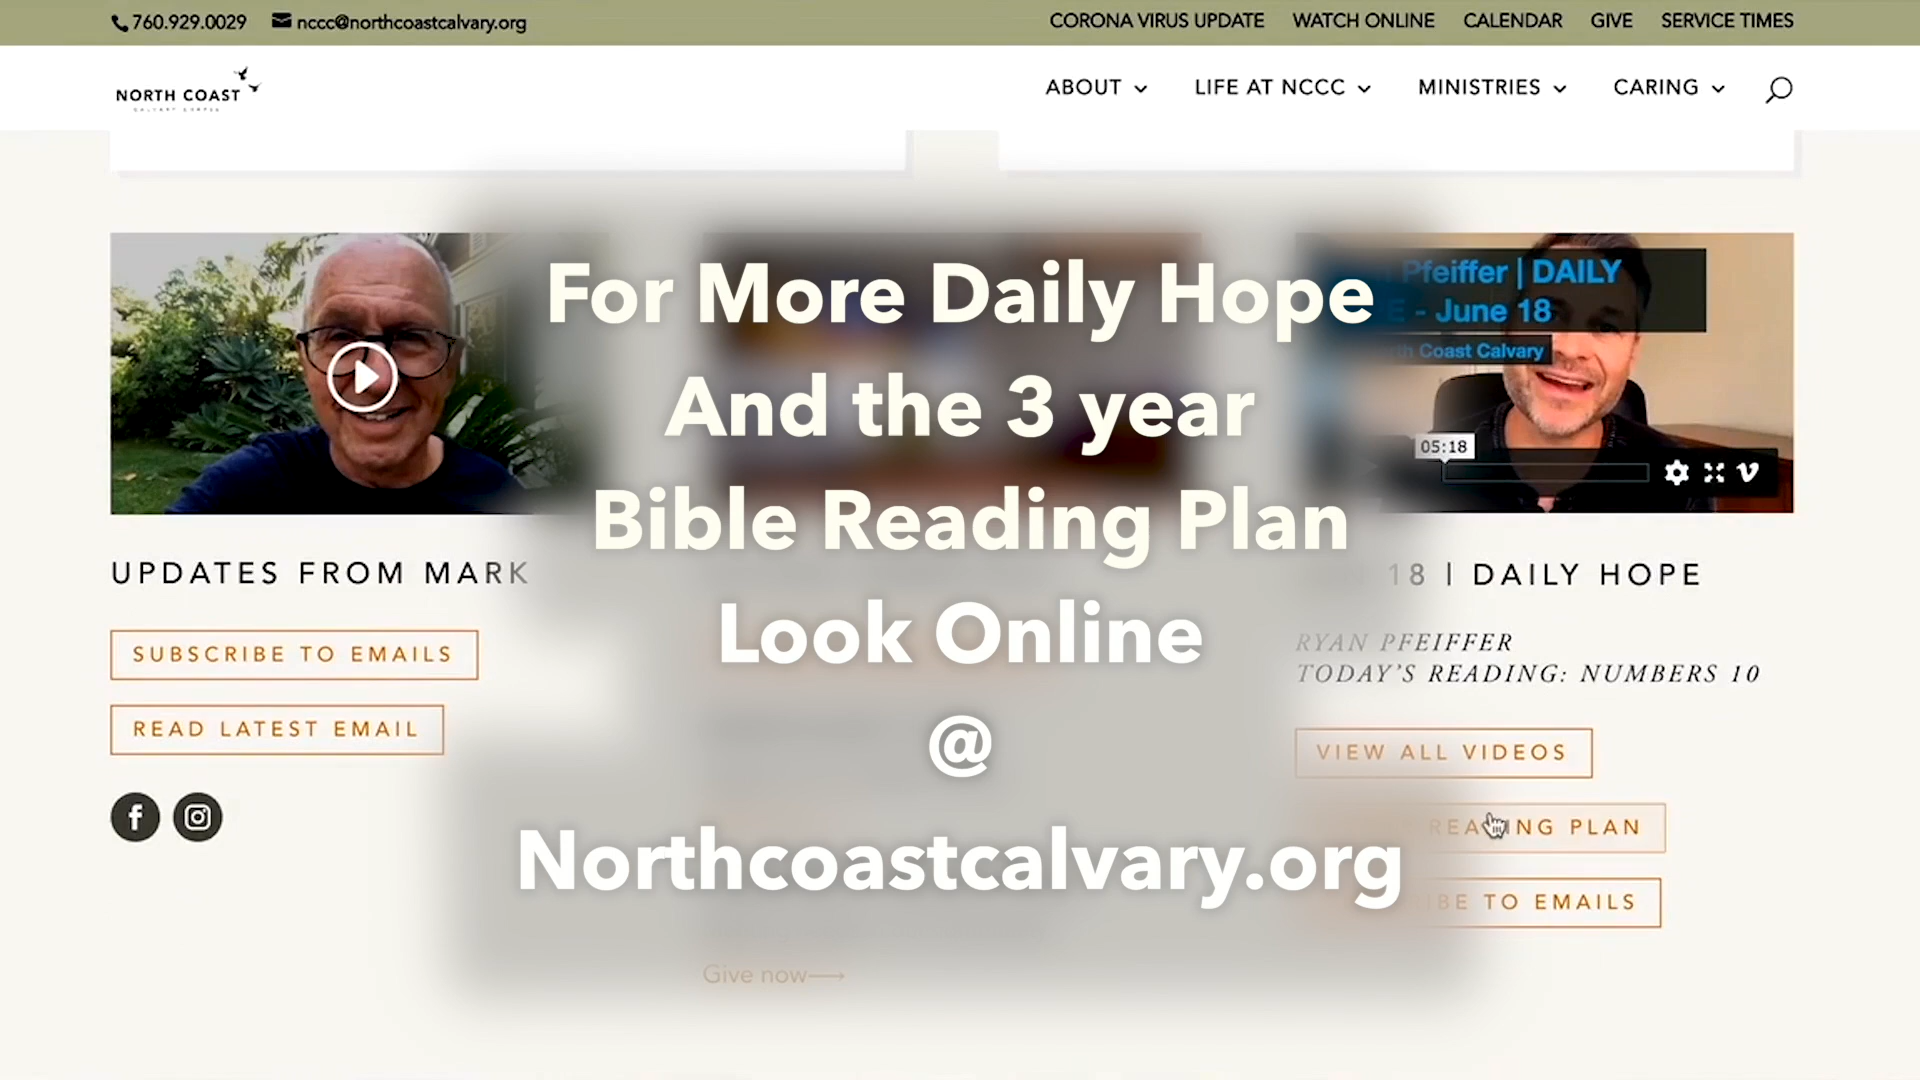 760.929.0029
nccc@northcoastcalvary.org
CORONA VIRUS UPDATE
WATCH ONLINE
CALENDAR
GIVE
SERVICE TIMES
NORTH COAST
ABOUT
LIFE AT NCCC
MINISTRIES
CARING
For More Daily Hope
And the 3 year
Bible Reading Plan
Look Online
@
Northcoastcalvary.org
Pfeiffer | DAILY
- June 18
Coast Calvary
05:18
UPDATES FROM MARK
SUBSCRIBE TO EMAILS
READ LATEST EMAIL
18 | DAILY HOPE
RYAN PFEIFFER
TODAY'S READING: NUMBERS 10
VIEW ALL VIDEOS
READING PLAN
TO EMAILS
Give now